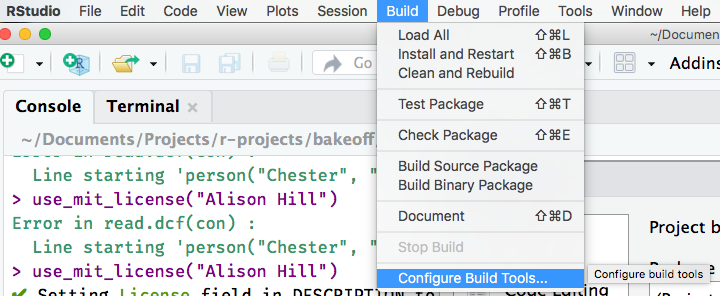 RStudio File Edit Code View Plots Session Build Debug Profile Tools Window Help
~/Documen
Go
Addins
Load All ⇧⌘L
Install and Restart ⇧⌘B
Clean and Rebuild
Test Package ⇧⌘T
Check Package ⇧⌘E
Build Source Package
Build Binary Package
Document ⇧⌘D
Stop Build
Configure Build Tools...
Configure build tools
Console Terminal ×
~/Documents/Projects/r-projects/bakeoff/
Line starting 'person("Chester", "
> use_mit_license("Alison Hill")
Error in read.dcf(con) :
Line starting 'person("Chester", "
> use_mit_license("Alison Hill")
✔ Setting License field in DESCRIPTION to
Project b
Code Editing